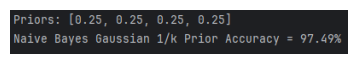 Priors: [0.25, 0.25, 0.25, 0.25]
Naive Bayes Gaussian 1/k Prior Accuracy = 97.49%